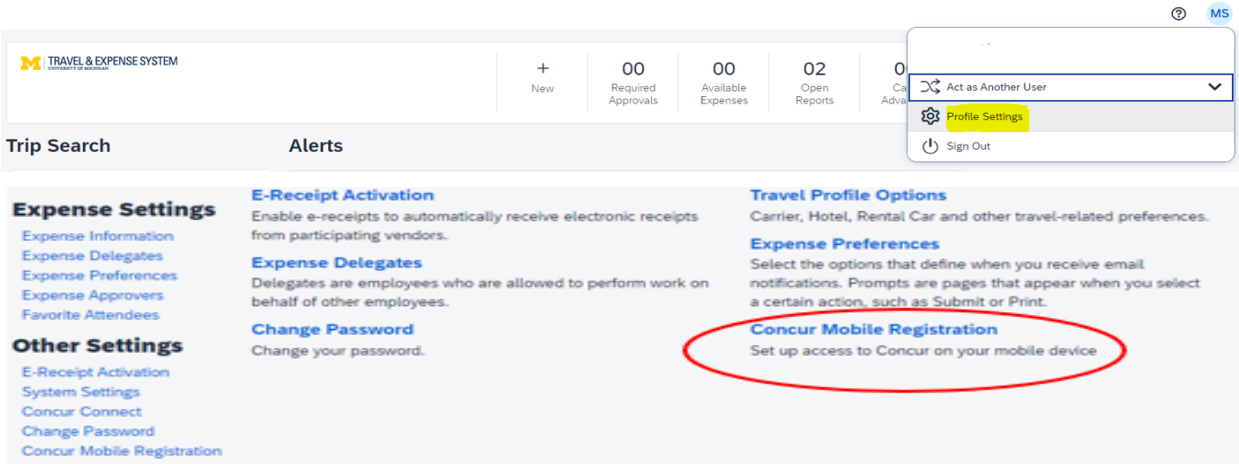 MS
M TRAVEL & EXPENSE SYSTEM
UNIVERSITY OF MICHIGAN
+
New
00
Required
Approvals
00
Available
Expenses
02
Open
Reports
Act as Another User
Profile Settings
Sign Out
Trip Search
Alerts
Expense Settings
Expense Information
Expense Delegates
Expense Preferences
Expense Approvers
Favorite Attendees
Other Settings
E-Receipt Activation
System Settings
Concur Connect
Change Password
Concur Mobile Registration
E-Receipt Activation
Enable e-receipts to automatically receive electronic receipts
from participating vendors.
Expense Delegates
Delegates are employees who are allowed to perform work on
behalf of other employees.
Change Password
Change your password.
Travel Profile Options
Carrier, Hotel, Rental Car and other travel-related preferences.
Expense Preferences
Select the options that define when you receive email
notifications. Prompts are pages that appear when you select
a certain action, such as Submit or Print.
Concur Mobile Registration
Set up access to Concur on your mobile device